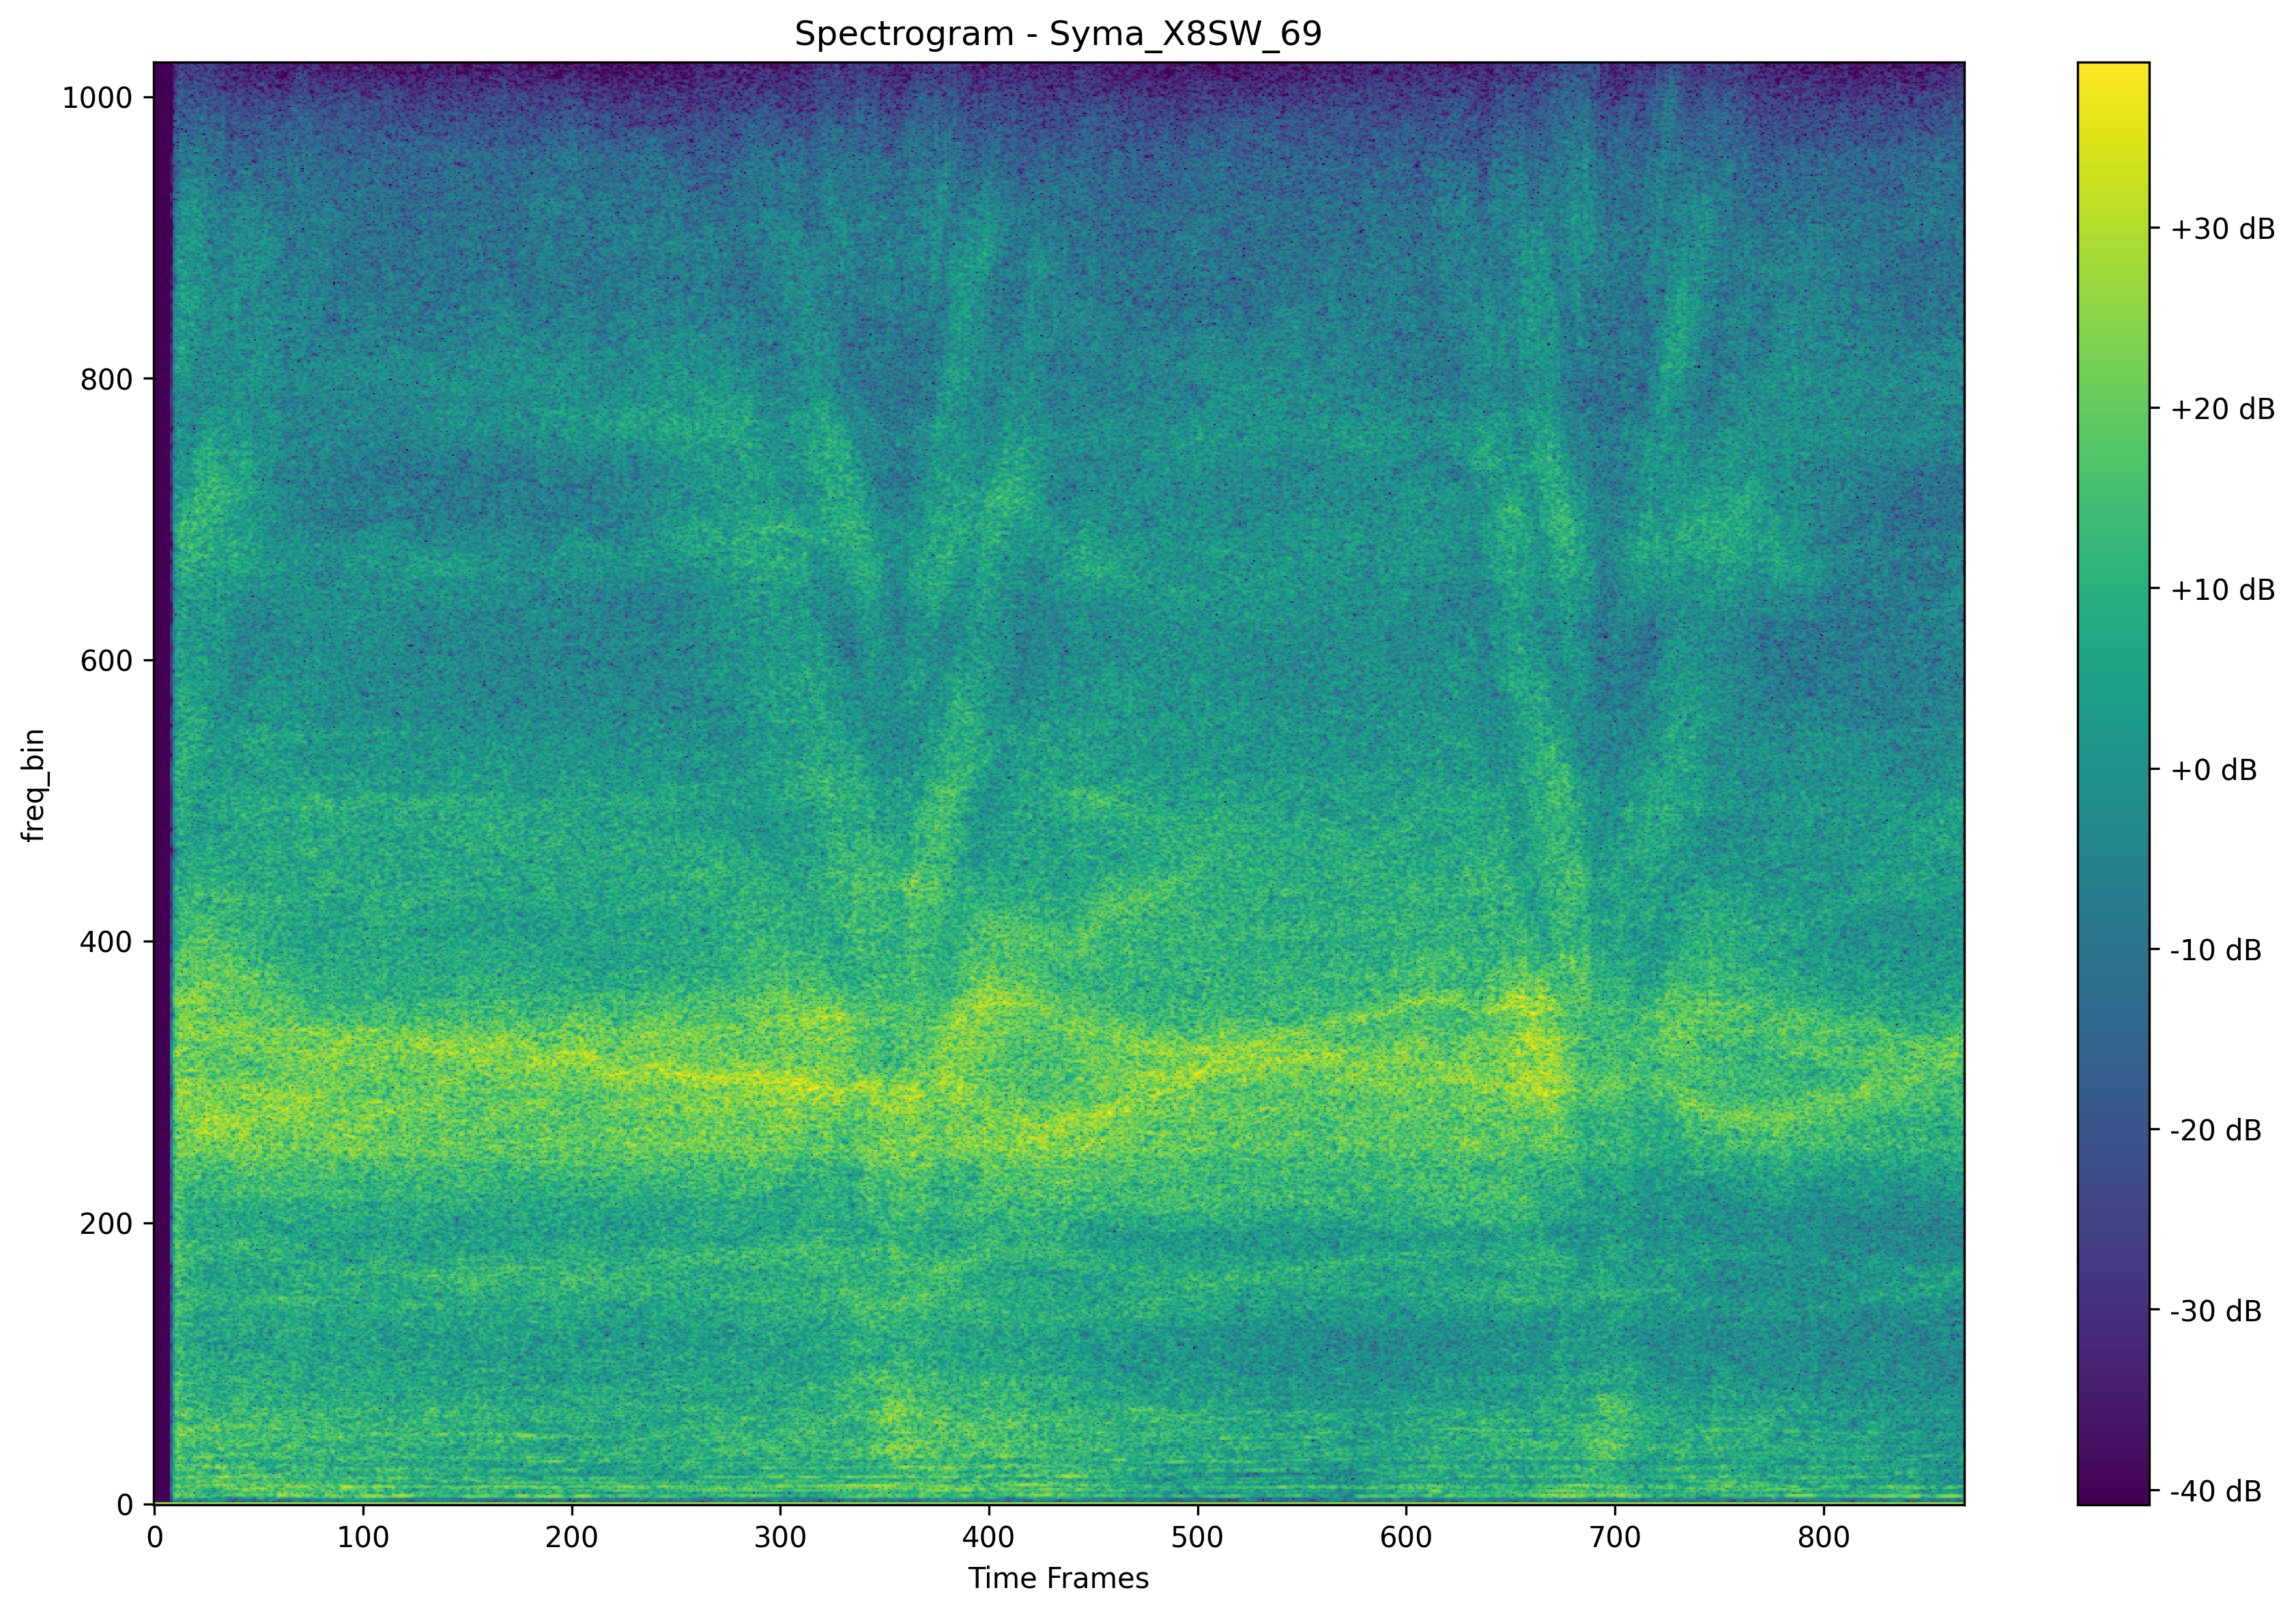 Spectrogram - Syma_X8SW_69
1000
800
600
400
200
0
freq_bin
0 100 200 300 400 500 600 700 800
Time Frames
+30 dB
+20 dB
+10 dB
+0 dB
-10 dB
-20 dB
-30 dB
-40 dB